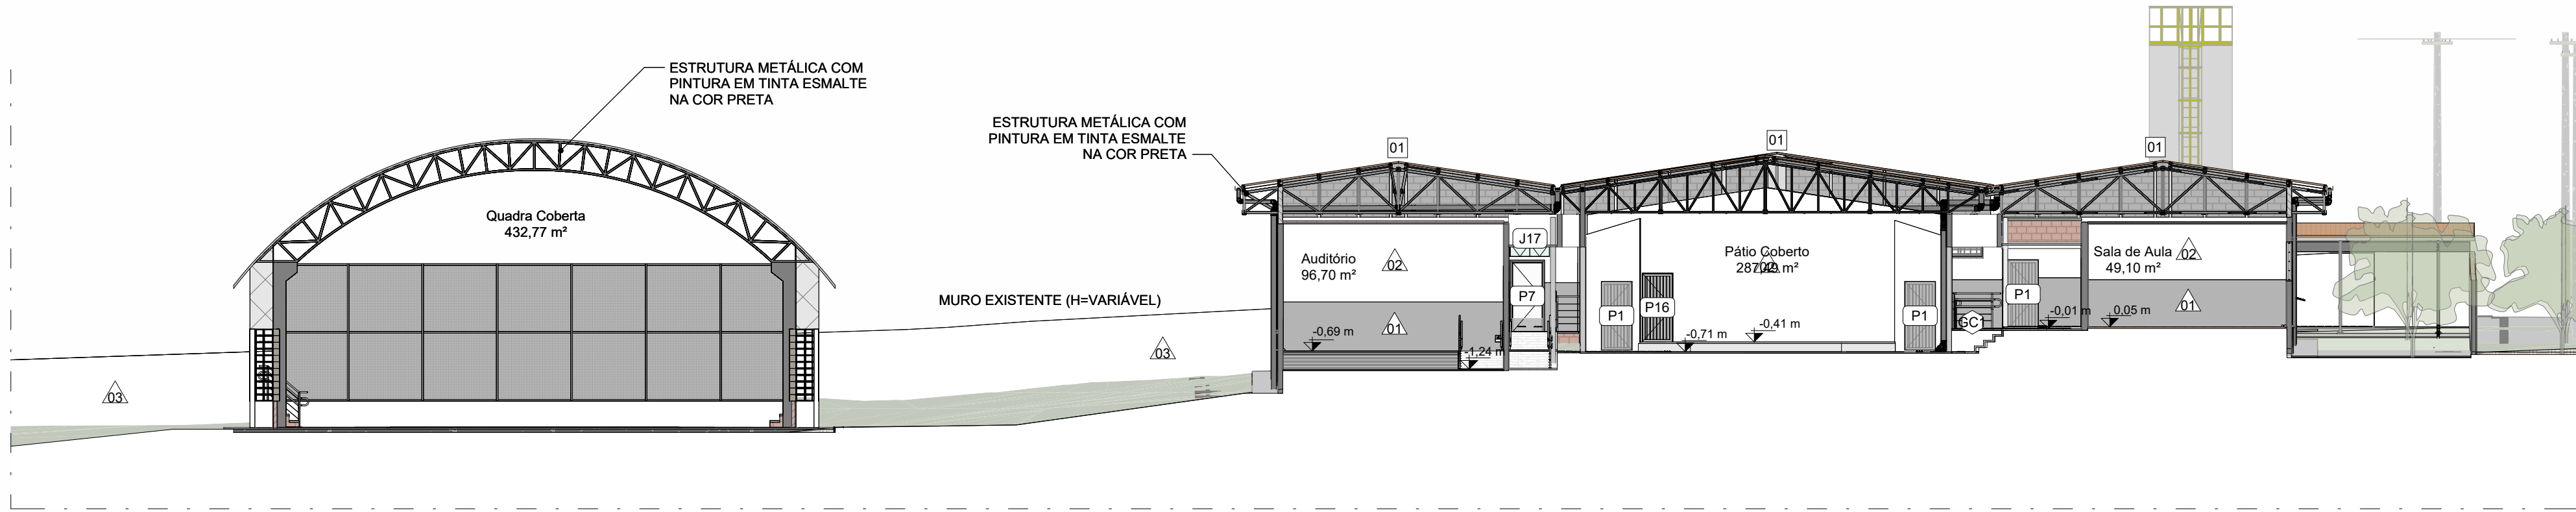 ESTRUTURA METÁLICA COM
PINTURA EM TINTA ESMALTE
NA COR PRETA
ESTRUTURA METÁLICA COM
PINTURA EM TINTA ESMALTE
NA COR PRETA
01
01
01
Quadra Coberta
432,77 m²
MURO EXISTENTE (H=VARIÁVEL)
03
03
Auditório
96,70 m²
02
01
-0,69 m
-1,24 m
J17
P7
Pátio Coberto
287,49 m²
P1
P16
-0,71 m
-0,41 m
P1
GC1
P1
-0,01 m
Sala de Aula
49,10 m²
02
01
0,05 m